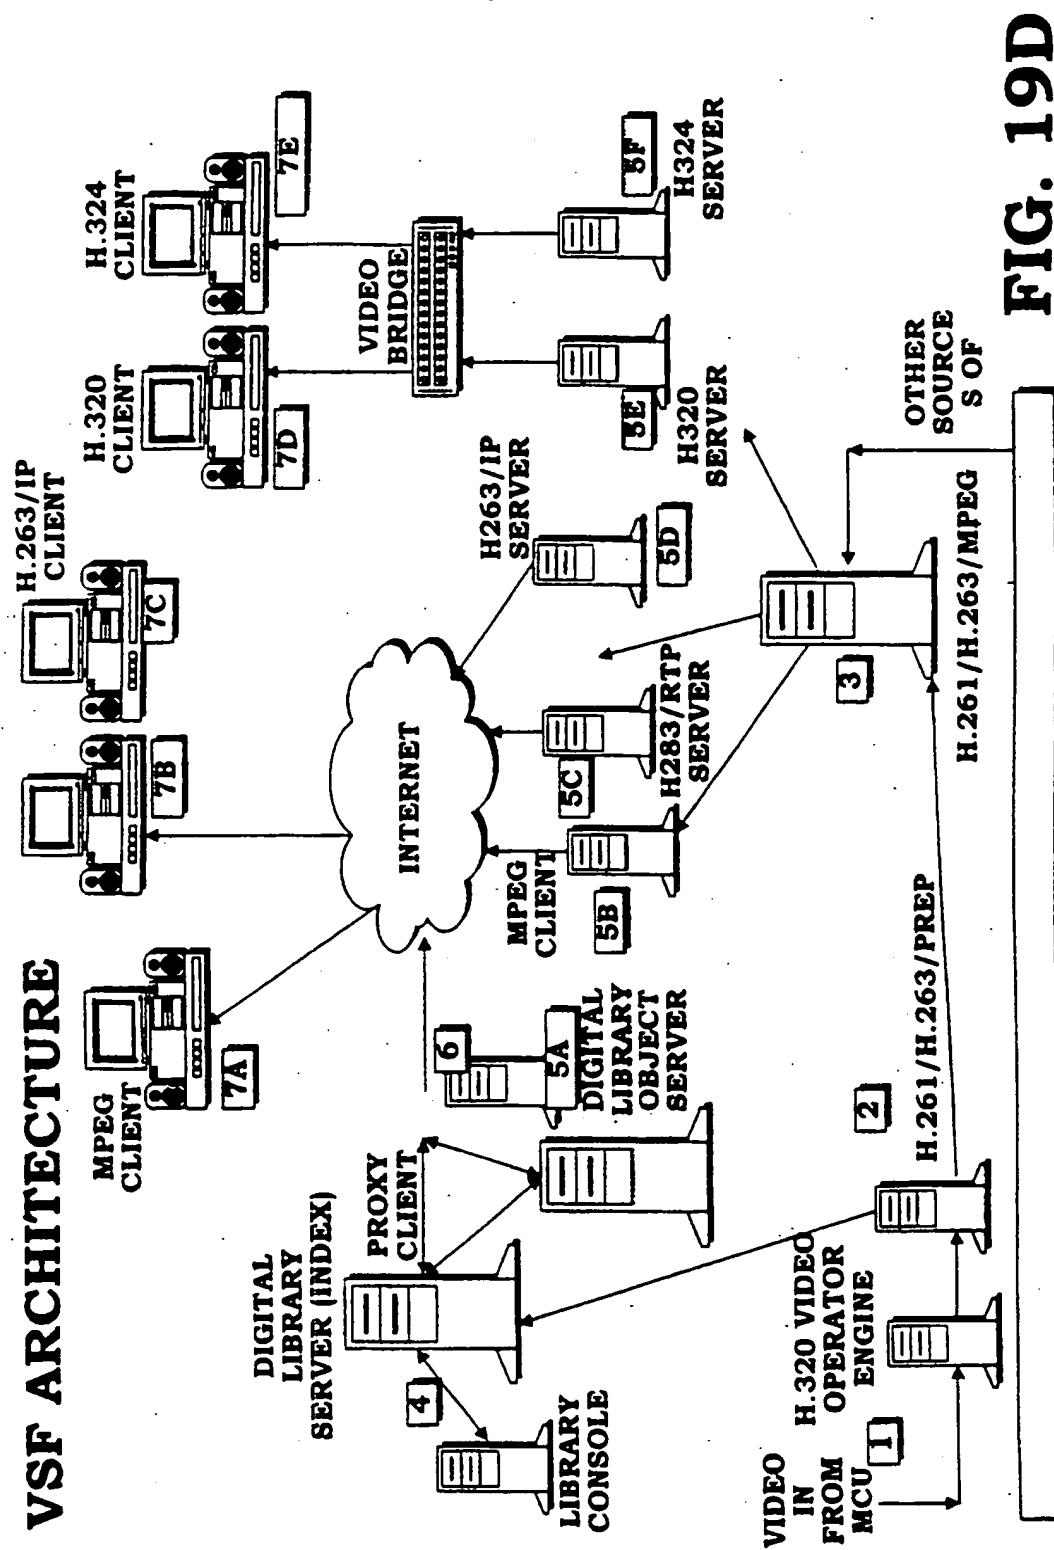 VSF ARCHITECTURE
MPEG
CLIENT
7A
7B
H.263/IP
CLIENT
7C
H.320
CLIENT
7D
H.324
CLIENT
7E
DIGITAL
LIBRARY
SERVER (INDEX)
PROXY
CLIENT
4
LIBRARY
CONSOLE
6
5A
DIGITAL
LIBRARY
OBJECT
SERVER
INTERNET
MPEG
CLIENT
5B
5C
H283/RTP
SERVER
H263/IP
SERVER
5D
VIDEO
BRIDGE
5E
H320
SERVER
5F
H324
SERVER
VIDEO
IN
FROM
MCU
1
H.320 VIDEO
OPERATOR
ENGINE
2
H.261/H.263/PREP
3
H.261/H.263/MPEG
OTHER
SOURCE
S OF
FIG. 19D